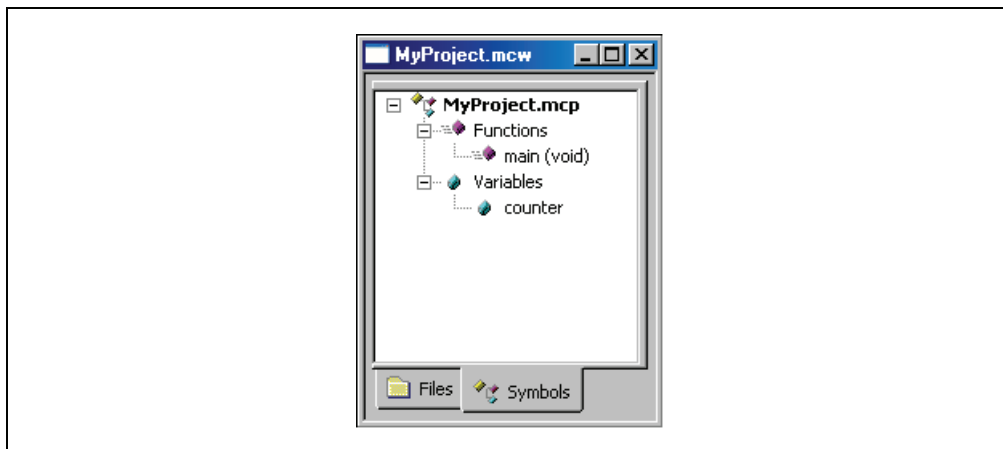 MyProject.mcw
MyProject.mcp
Functions
main (void)
Variables
counter
Files
Symbols